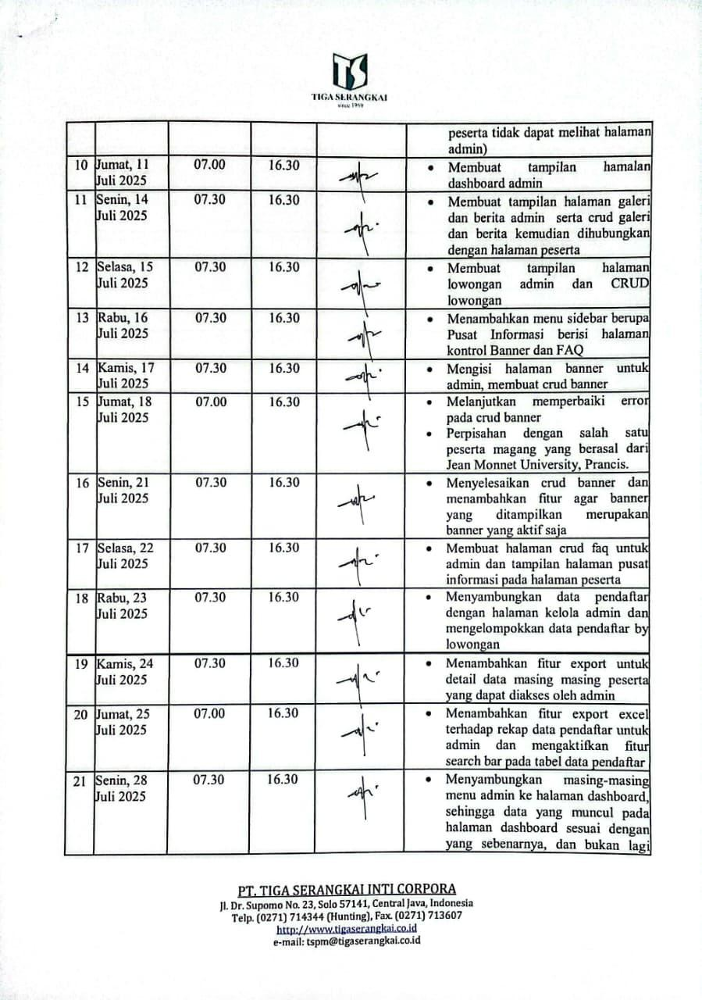 TS
TIGA SERANGKAI
since 1959
peserta tidak dapat melihat halaman
admin)
10 Jumat, 11 07.00 16.30 • Membuat tampilan hamalan
Juli 2025 dashboard admin
11 Senin, 14 07.30 16.30 • Membuat tampilan halaman galeri
Juli 2025 dan berita admin serta crud galeri
dan berita kemudian dihubungkan
dengan halaman peserta
12 Selasa, 15 07.30 16.30 • Membuat tampilan halaman
Juli 2025 lowongan admin dan CRUD
lowongan
13 Rabu, 16 07.30 16.30 • Menambahkan menu sidebar berupa
Juli 2025 Pusat Informasi berisi halaman
kontrol Banner dan FAQ
14 Kamis, 17 07.30 16.30 • Mengisi halaman banner untuk
Juli 2025 admin, membuat crud banner
15 Jumat, 18 07.00 16.30 • Melanjutkan memperbaiki error
Juli 2025 pada crud banner
• Perpisahan dengan salah satu
peserta magang yang berasal dari
Jean Monnet University, Prancis.
16 Senin, 21 07.30 16.30 • Menyelesaikan crud banner dan
Juli 2025 menambahkan fitur agar banner
yang ditampilkan merupakan
banner yang aktif saja
17 Selasa, 22 07.30 16.30 • Membuat halaman crud faq untuk
Juli 2025 admin dan tampilan halaman pusat
informasi pada halaman peserta
18 Rabu, 23 07.30 16.30 • Menyambungkan data pendaftar
Juli 2025 dengan halaman kelola admin dan
mengelompokkan data pendaftar by
lowongan
19 Kamis, 24 07.30 16.30 • Menambahkan fitur export untuk
Juli 2025 detail data masing masing peserta
yang dapat diakses oleh admin
20 Jumat, 25 07.00 16.30 • Menambahkan fitur export excel
Juli 2025 terhadap rekap data pendaftar untuk
admin dan mengaktifkan fitur
search bar pada tabel data pendaftar
21 Senin, 28 07.30 16.30 • Menyambungkan masing-masing
Juli 2025 menu admin ke halaman dashboard,
sehingga data yang muncul pada
halaman dashboard sesuai dengan
yang sebenarnya, dan bukan lagi
PT. TIGA SERANGKAI INTI CORPORA
Jl. Dr. Supomo No. 23, Solo 57141, Central Java, Indonesia
Telp. (0271) 714344 (Hunting), Fax. (0271) 713607
http://www.tigaserangkai.co.id
e-mail: tspm@tigaserangkai.co.id